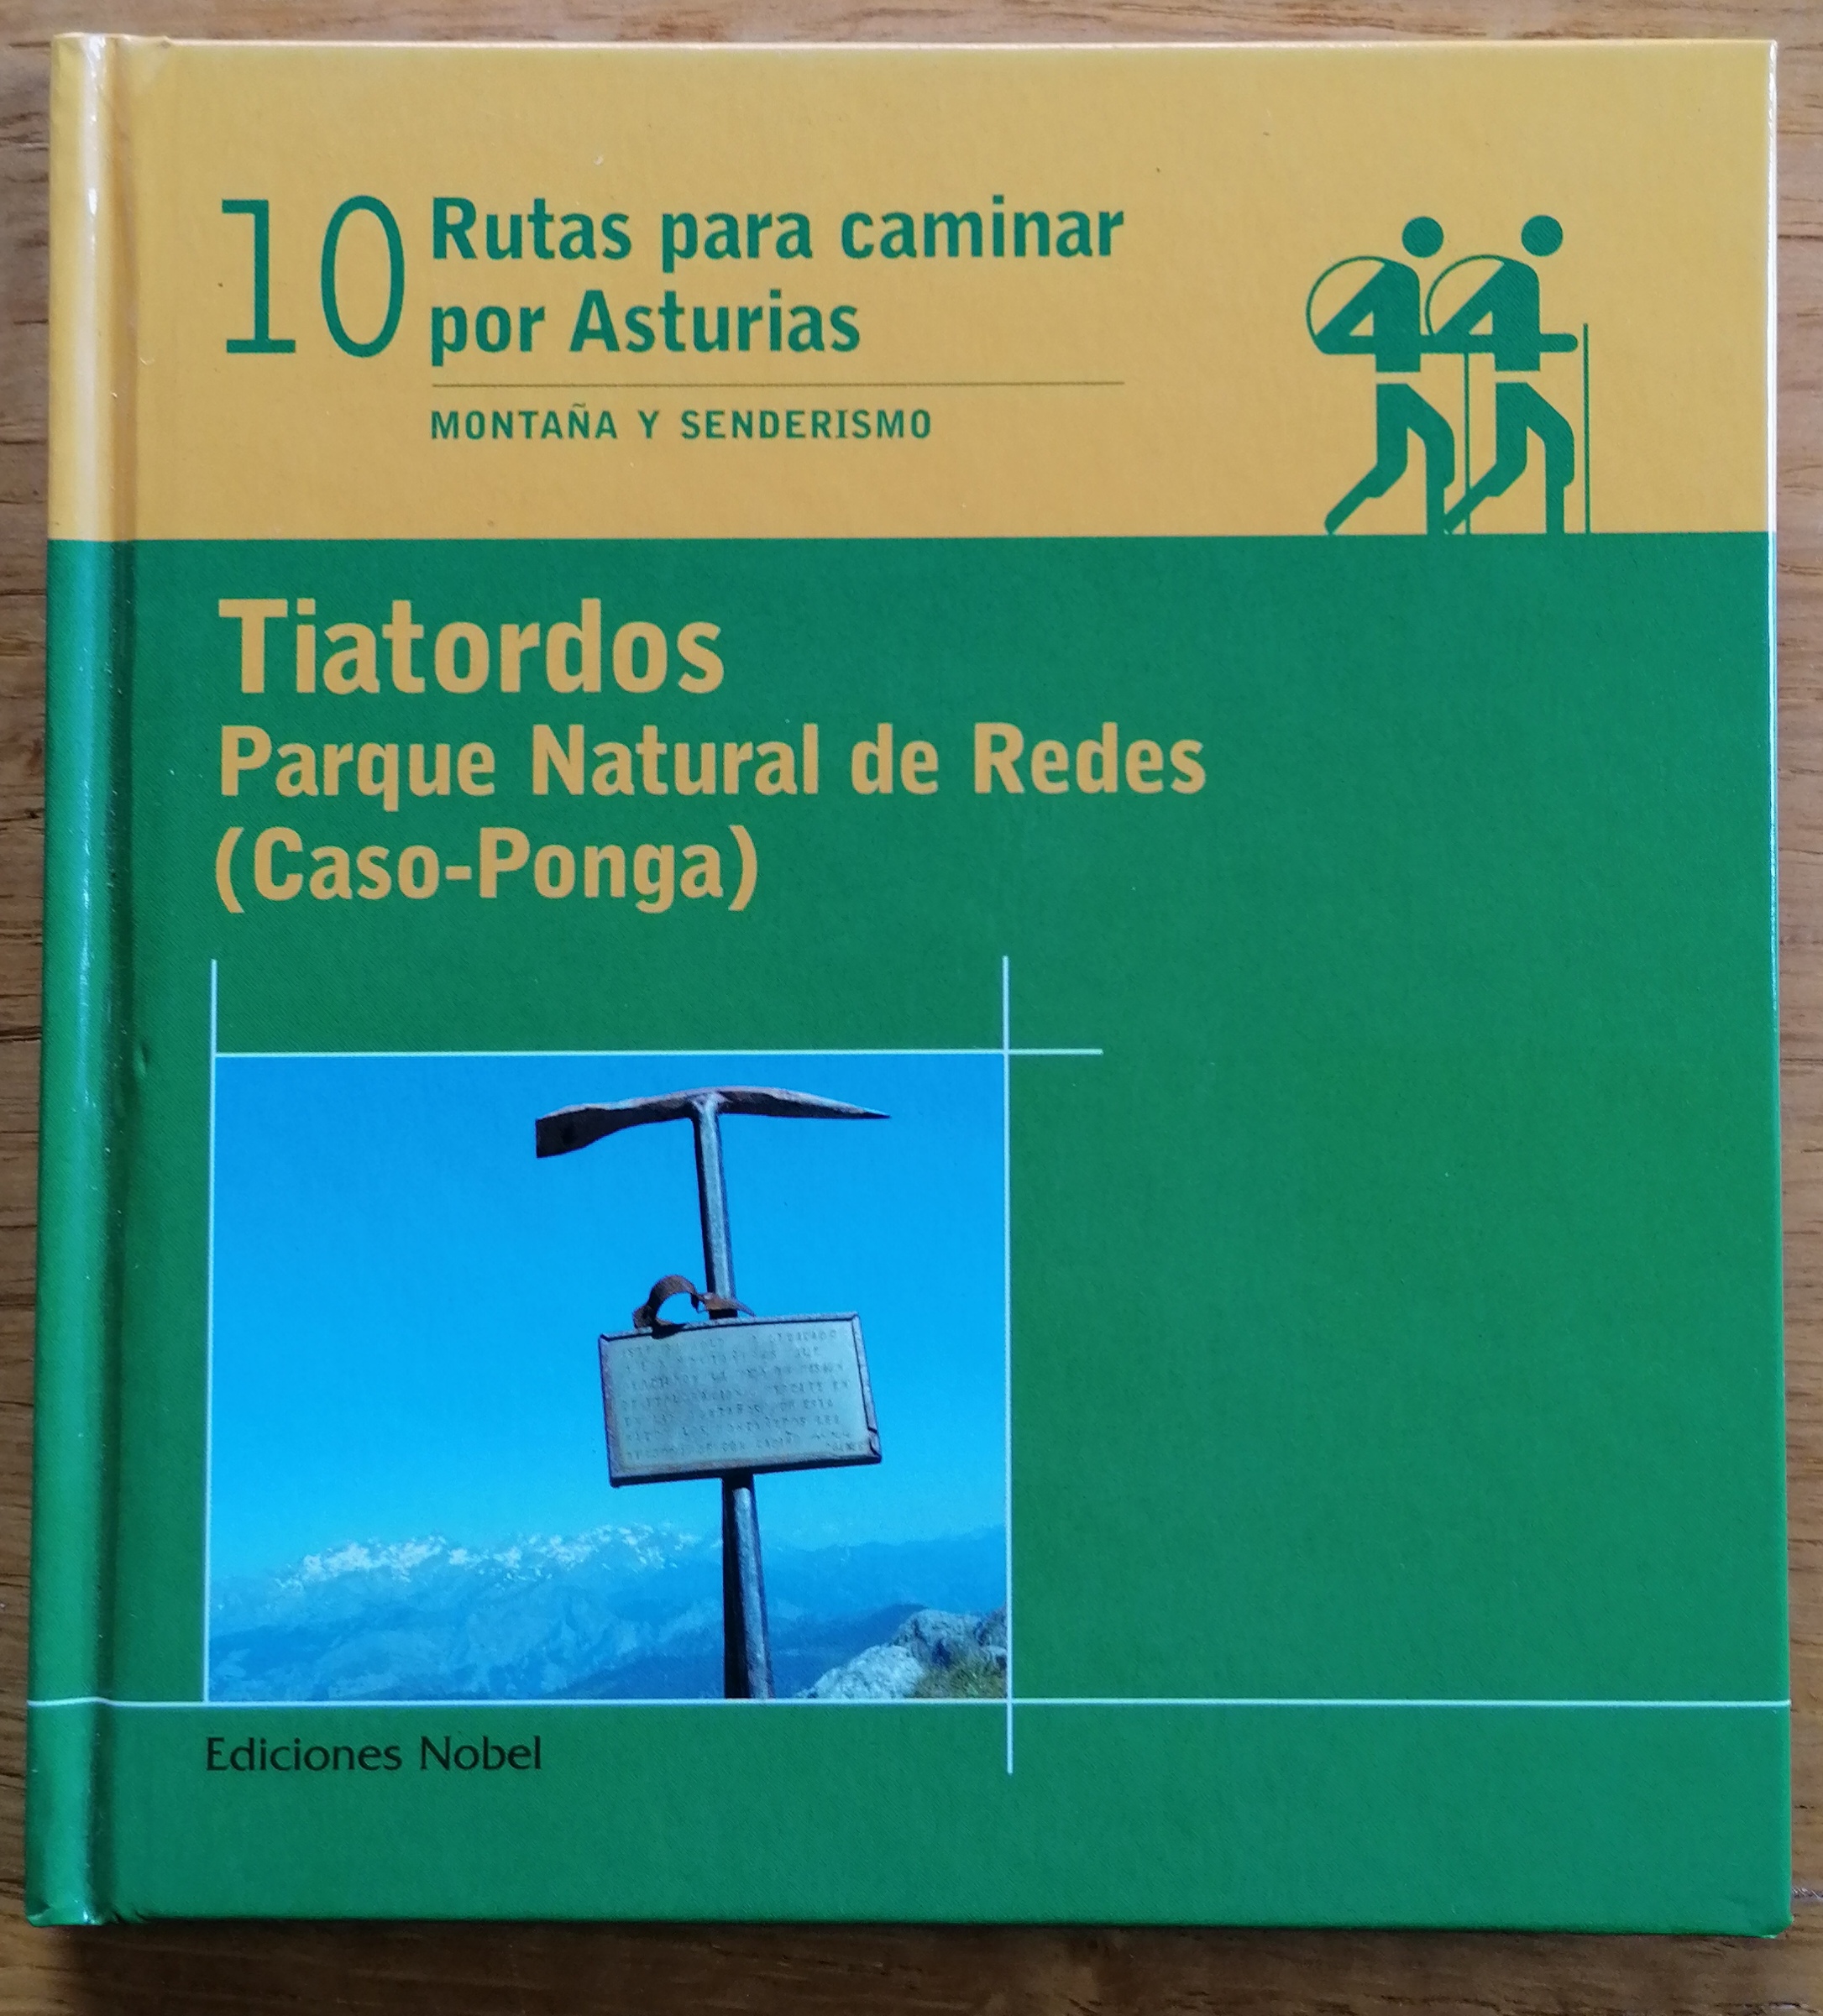 10 Rutas para caminar
por Asturias
MONTAÑA Y SENDERISMO
Tiatordos
Parque Natural de Redes
(Caso-Ponga)
Ediciones Nobel